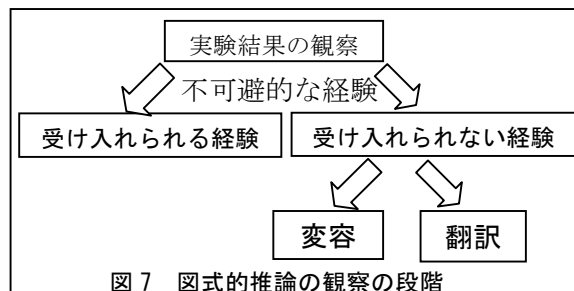 実験結果の観察
不可避的な経験
受け入れられる経験 受け入れられない経験
変容 翻訳
図7 図式的推論の観察の段階